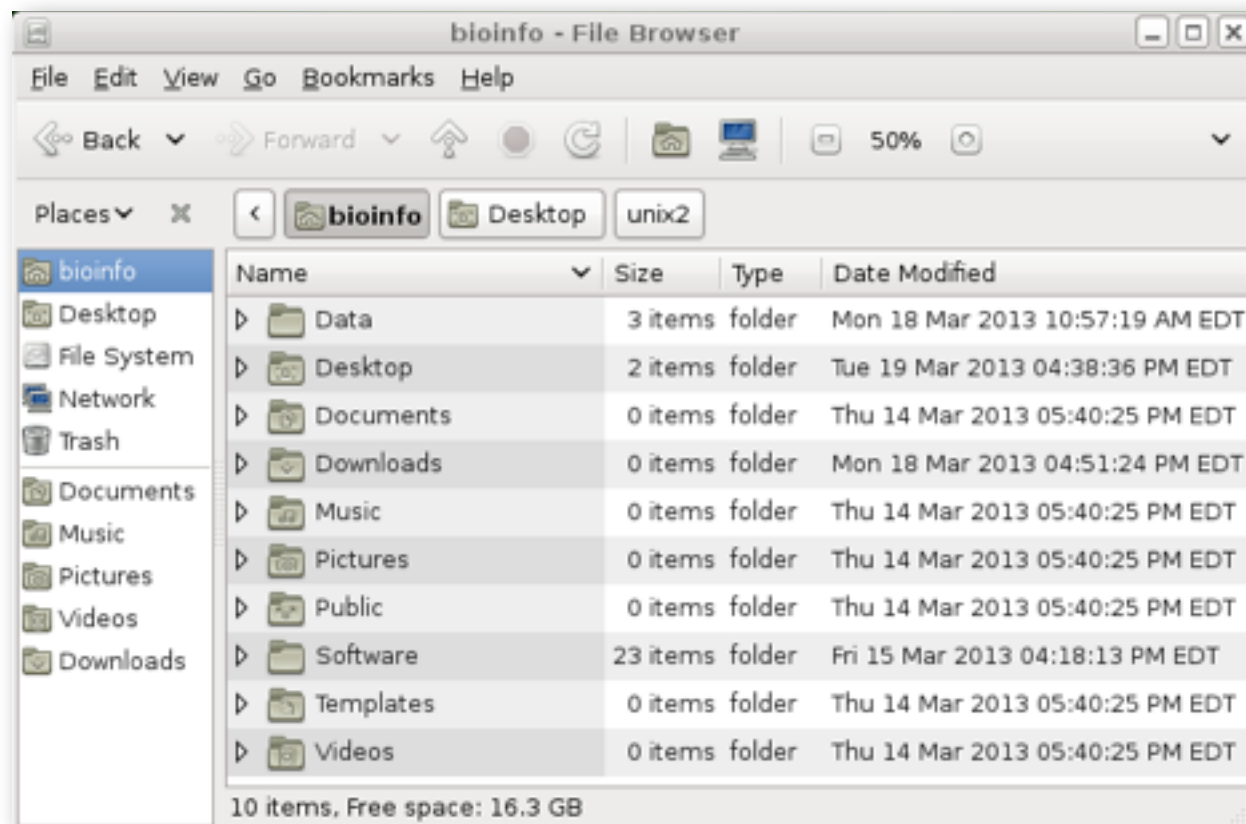 bioinfo - File Browser
File Edit View Go Bookmarks Help
Back Forward 50%
Places < bioinfo Desktop unix2
bioinfo
Desktop
File System
Network
Trash
Documents
Music
Pictures
Videos
Downloads
Name Size Type Date Modified
Data 3 items folder Mon 18 Mar 2013 10:57:19 AM EDT
Desktop 2 items folder Tue 19 Mar 2013 04:38:36 PM EDT
Documents 0 items folder Thu 14 Mar 2013 05:40:25 PM EDT
Downloads 0 items folder Mon 18 Mar 2013 04:51:24 PM EDT
Music 0 items folder Thu 14 Mar 2013 05:40:25 PM EDT
Pictures 0 items folder Thu 14 Mar 2013 05:40:25 PM EDT
Public 0 items folder Thu 14 Mar 2013 05:40:25 PM EDT
Software 23 items folder Fri 15 Mar 2013 04:18:13 PM EDT
Templates 0 items folder Thu 14 Mar 2013 05:40:25 PM EDT
Videos 0 items folder Thu 14 Mar 2013 05:40:25 PM EDT
10 items, Free space: 16.3 GB